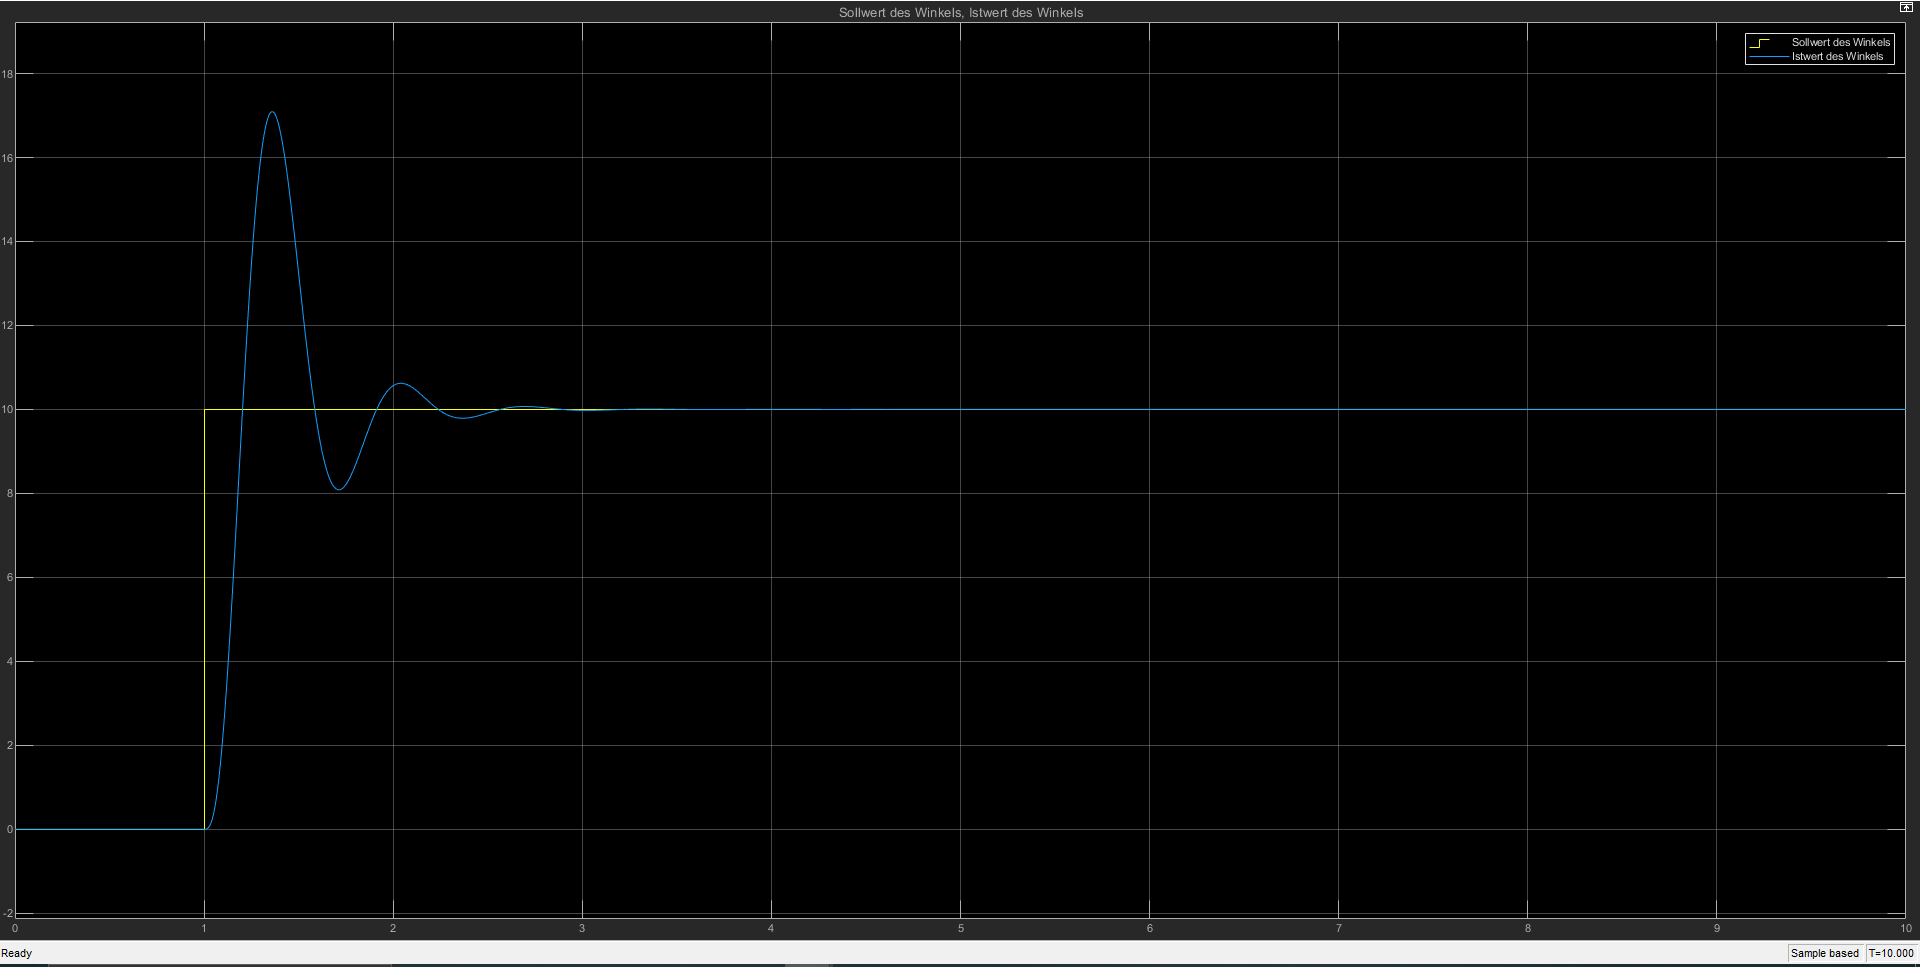 Sollwert des Winkels, Istwert des Winkels
Sollwert des Winkels
Istwert des Winkels
18
16
14
12
10
8
6
4
2
0
-2
0 1 2 3 4 5 6 7 8 9 10
Ready Sample based T=10.000